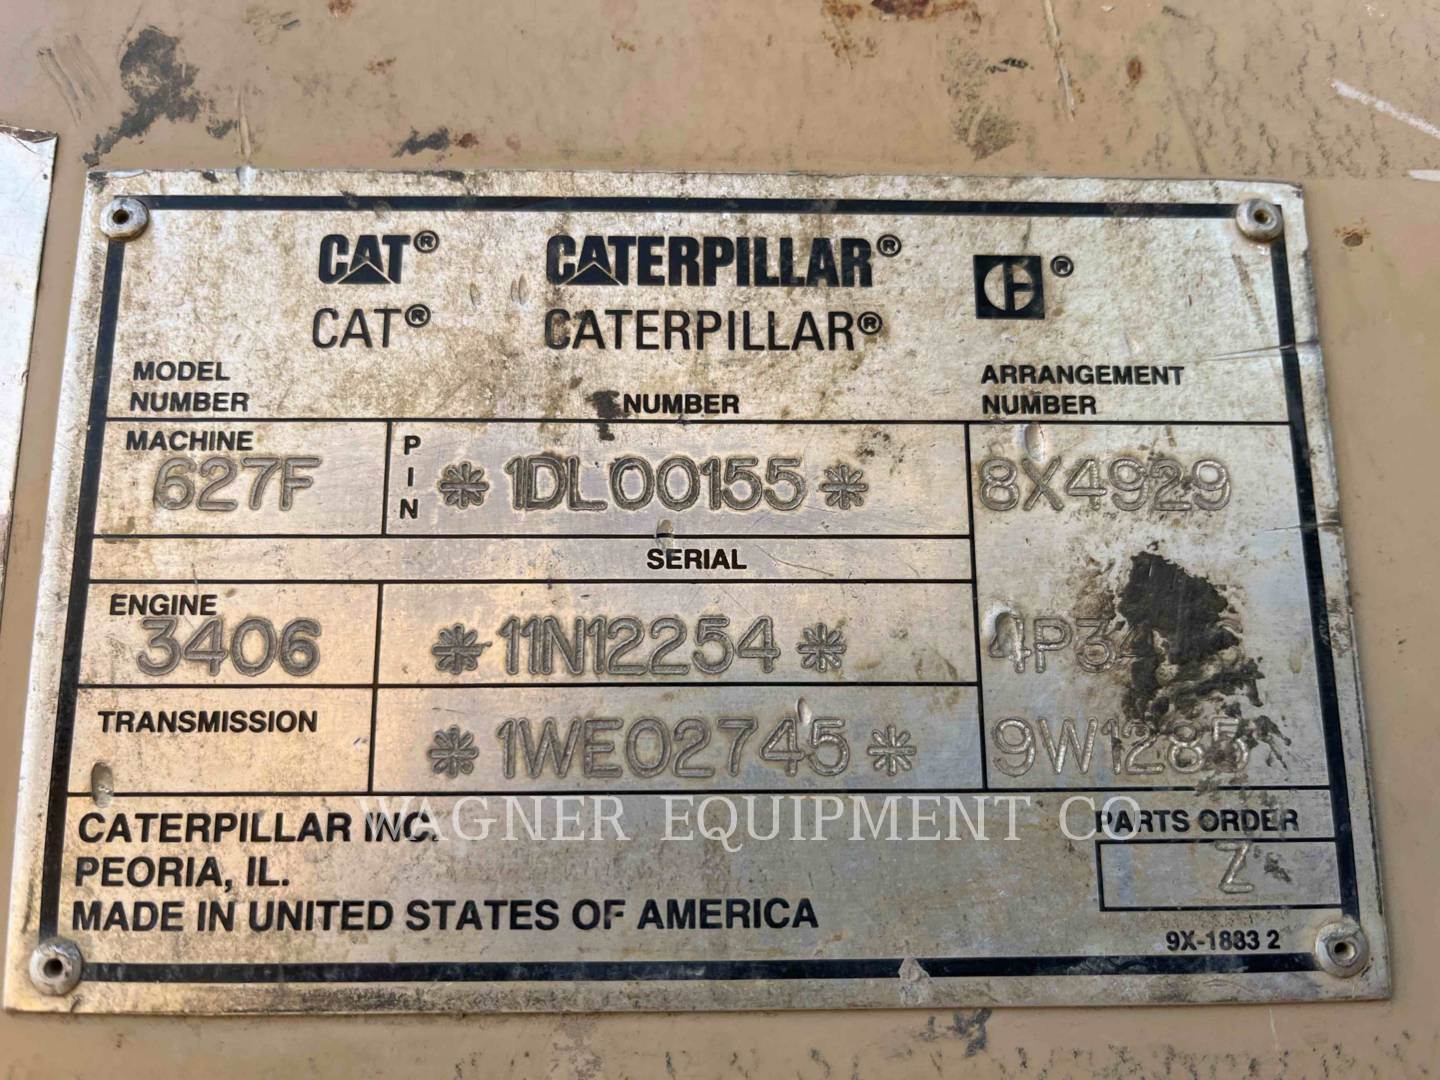 CAT® CATERPILLAR® ®
CAT® CATERPILLAR®
MODEL NUMBER NUMBER ARRANGEMENT NUMBER
MACHINE 627F PIN *1DL00155* 8X4929
SERIAL
ENGINE 3406 *11N12254*
TRANSMISSION *1WE02745* 9W1285
WAGNER EQUIPMENT CO
CATERPILLAR INC. PARTS ORDER
PEORIA, IL. Z
MADE IN UNITED STATES OF AMERICA
9X-1883 2